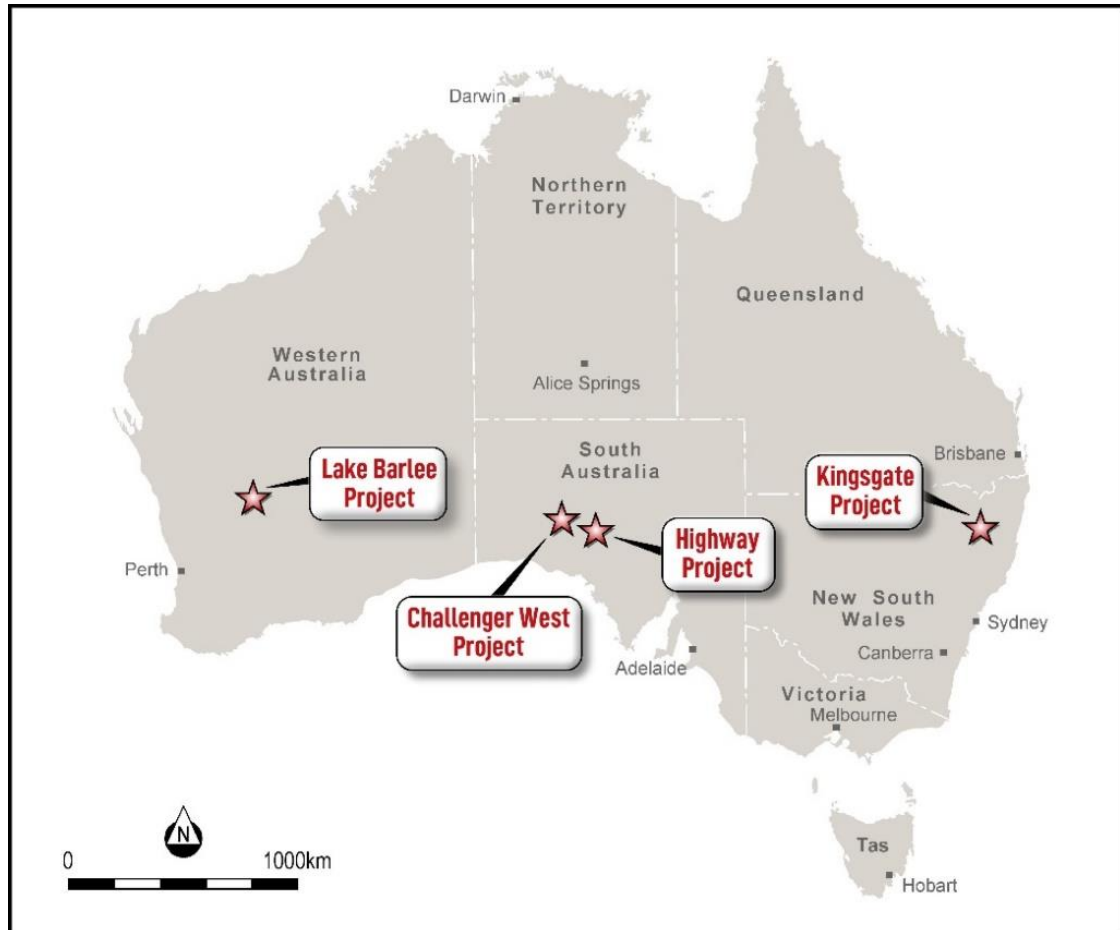 Darwin
Northern
Territory
Queensland
Western
Australia
Alice Springs
South
Australia
Brisbane
Lake Barlee
Project
Kingsgate
Project
Highway
Project
Perth
Challenger West
Project
New South
Wales
Sydney
Canberra
Adelaide
Victoria
Melbourne
N
0 1000km
Tas
Hobart